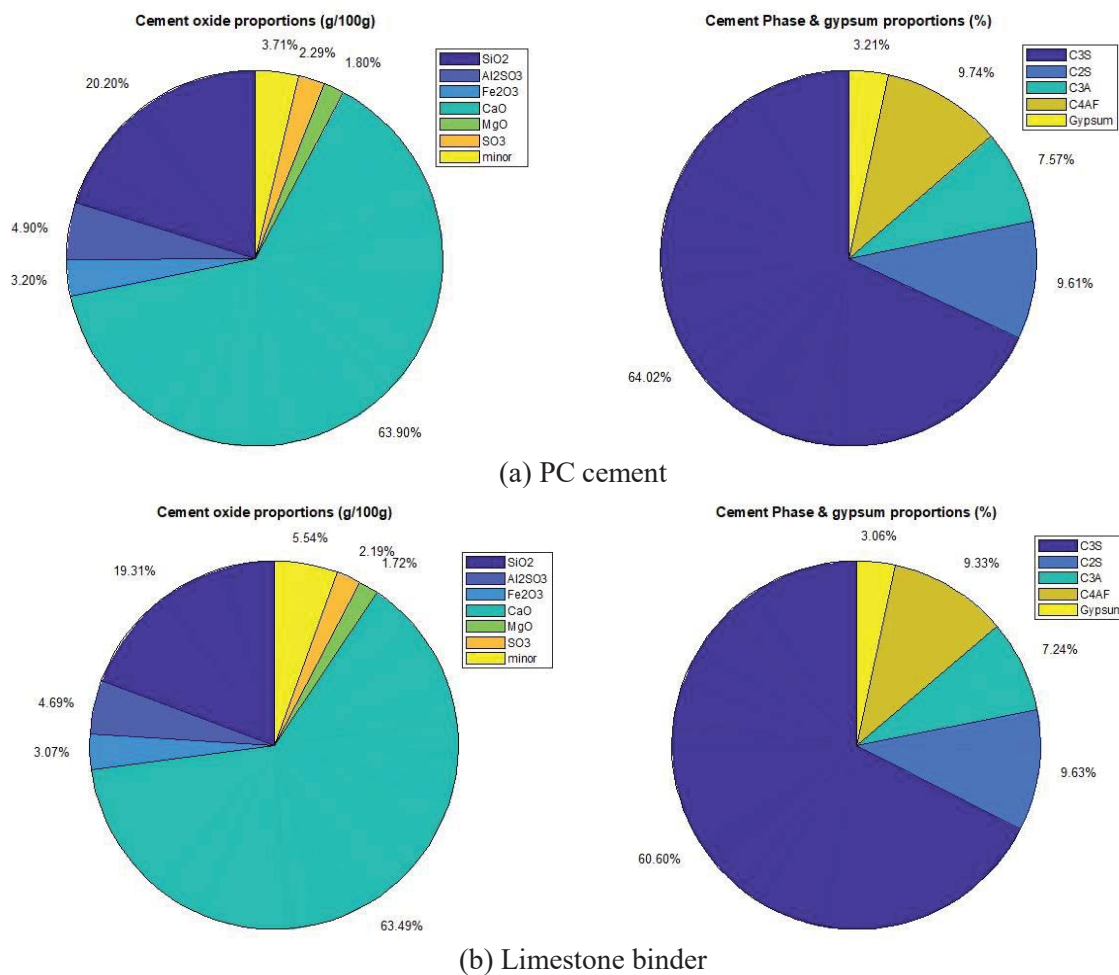 Cement oxide proportions (g/100g)
3.71%
2.29%
1.80%
20.20%
4.90%
3.20%
63.90%
SiO2
Al2SO3
Fe2O3
CaO
MgO
SO3
minor
Cement Phase & gypsum proportions (%)
3.21%
9.74%
7.57%
9.61%
64.02%
C3S
C2S
C3A
C4AF
Gypsum
(a) PC cement
Cement oxide proportions (g/100g)
5.54%
2.19%
1.72%
19.31%
4.69%
3.07%
63.49%
SiO2
Al2SO3
Fe2O3
CaO
MgO
SO3
minor
Cement Phase & gypsum proportions (%)
3.06%
9.33%
7.24%
9.63%
60.60%
C3S
C2S
C3A
C4AF
Gypsum
(b) Limestone binder